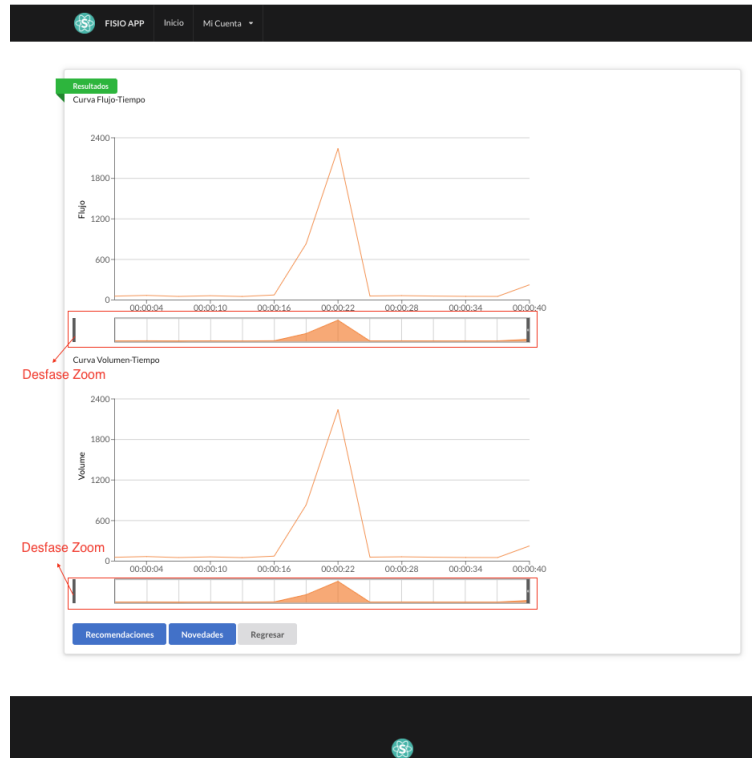 FISIO APP Inicio Mi Cuenta
Resultados
Curva Flujo-Tiempo
2400
1800
1200
600
0
Flujo
00:00:04 00:00:10 00:00:16 00:00:22 00:00:28 00:00:34 00:00:40
Desfase Zoom
Curva Volumen-Tiempo
2400
1800
1200
600
0
Volume
00:00:04 00:00:10 00:00:16 00:00:22 00:00:28 00:00:34 00:00:40
Desfase Zoom
Recomendaciones Novedades Regresar
S